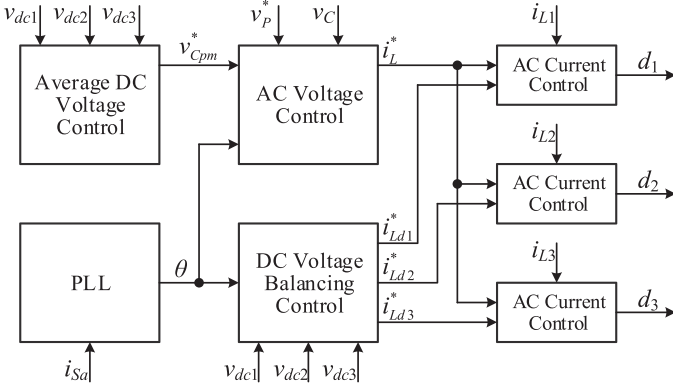 v_dc1 v_dc2 v_dc3
v*_P
v_C
i_L1
Average DC
Voltage
Control
v*_Cpm
AC Voltage
Control
i*_L
AC Current
Control
d_1
i_L2
AC Current
Control
d_2
PLL
θ
DC Voltage
Balancing
Control
i*_Ld1
i*_Ld2
i*_Ld3
i_L3
AC Current
Control
d_3
i_Sa
v_dc1 v_dc2 v_dc3